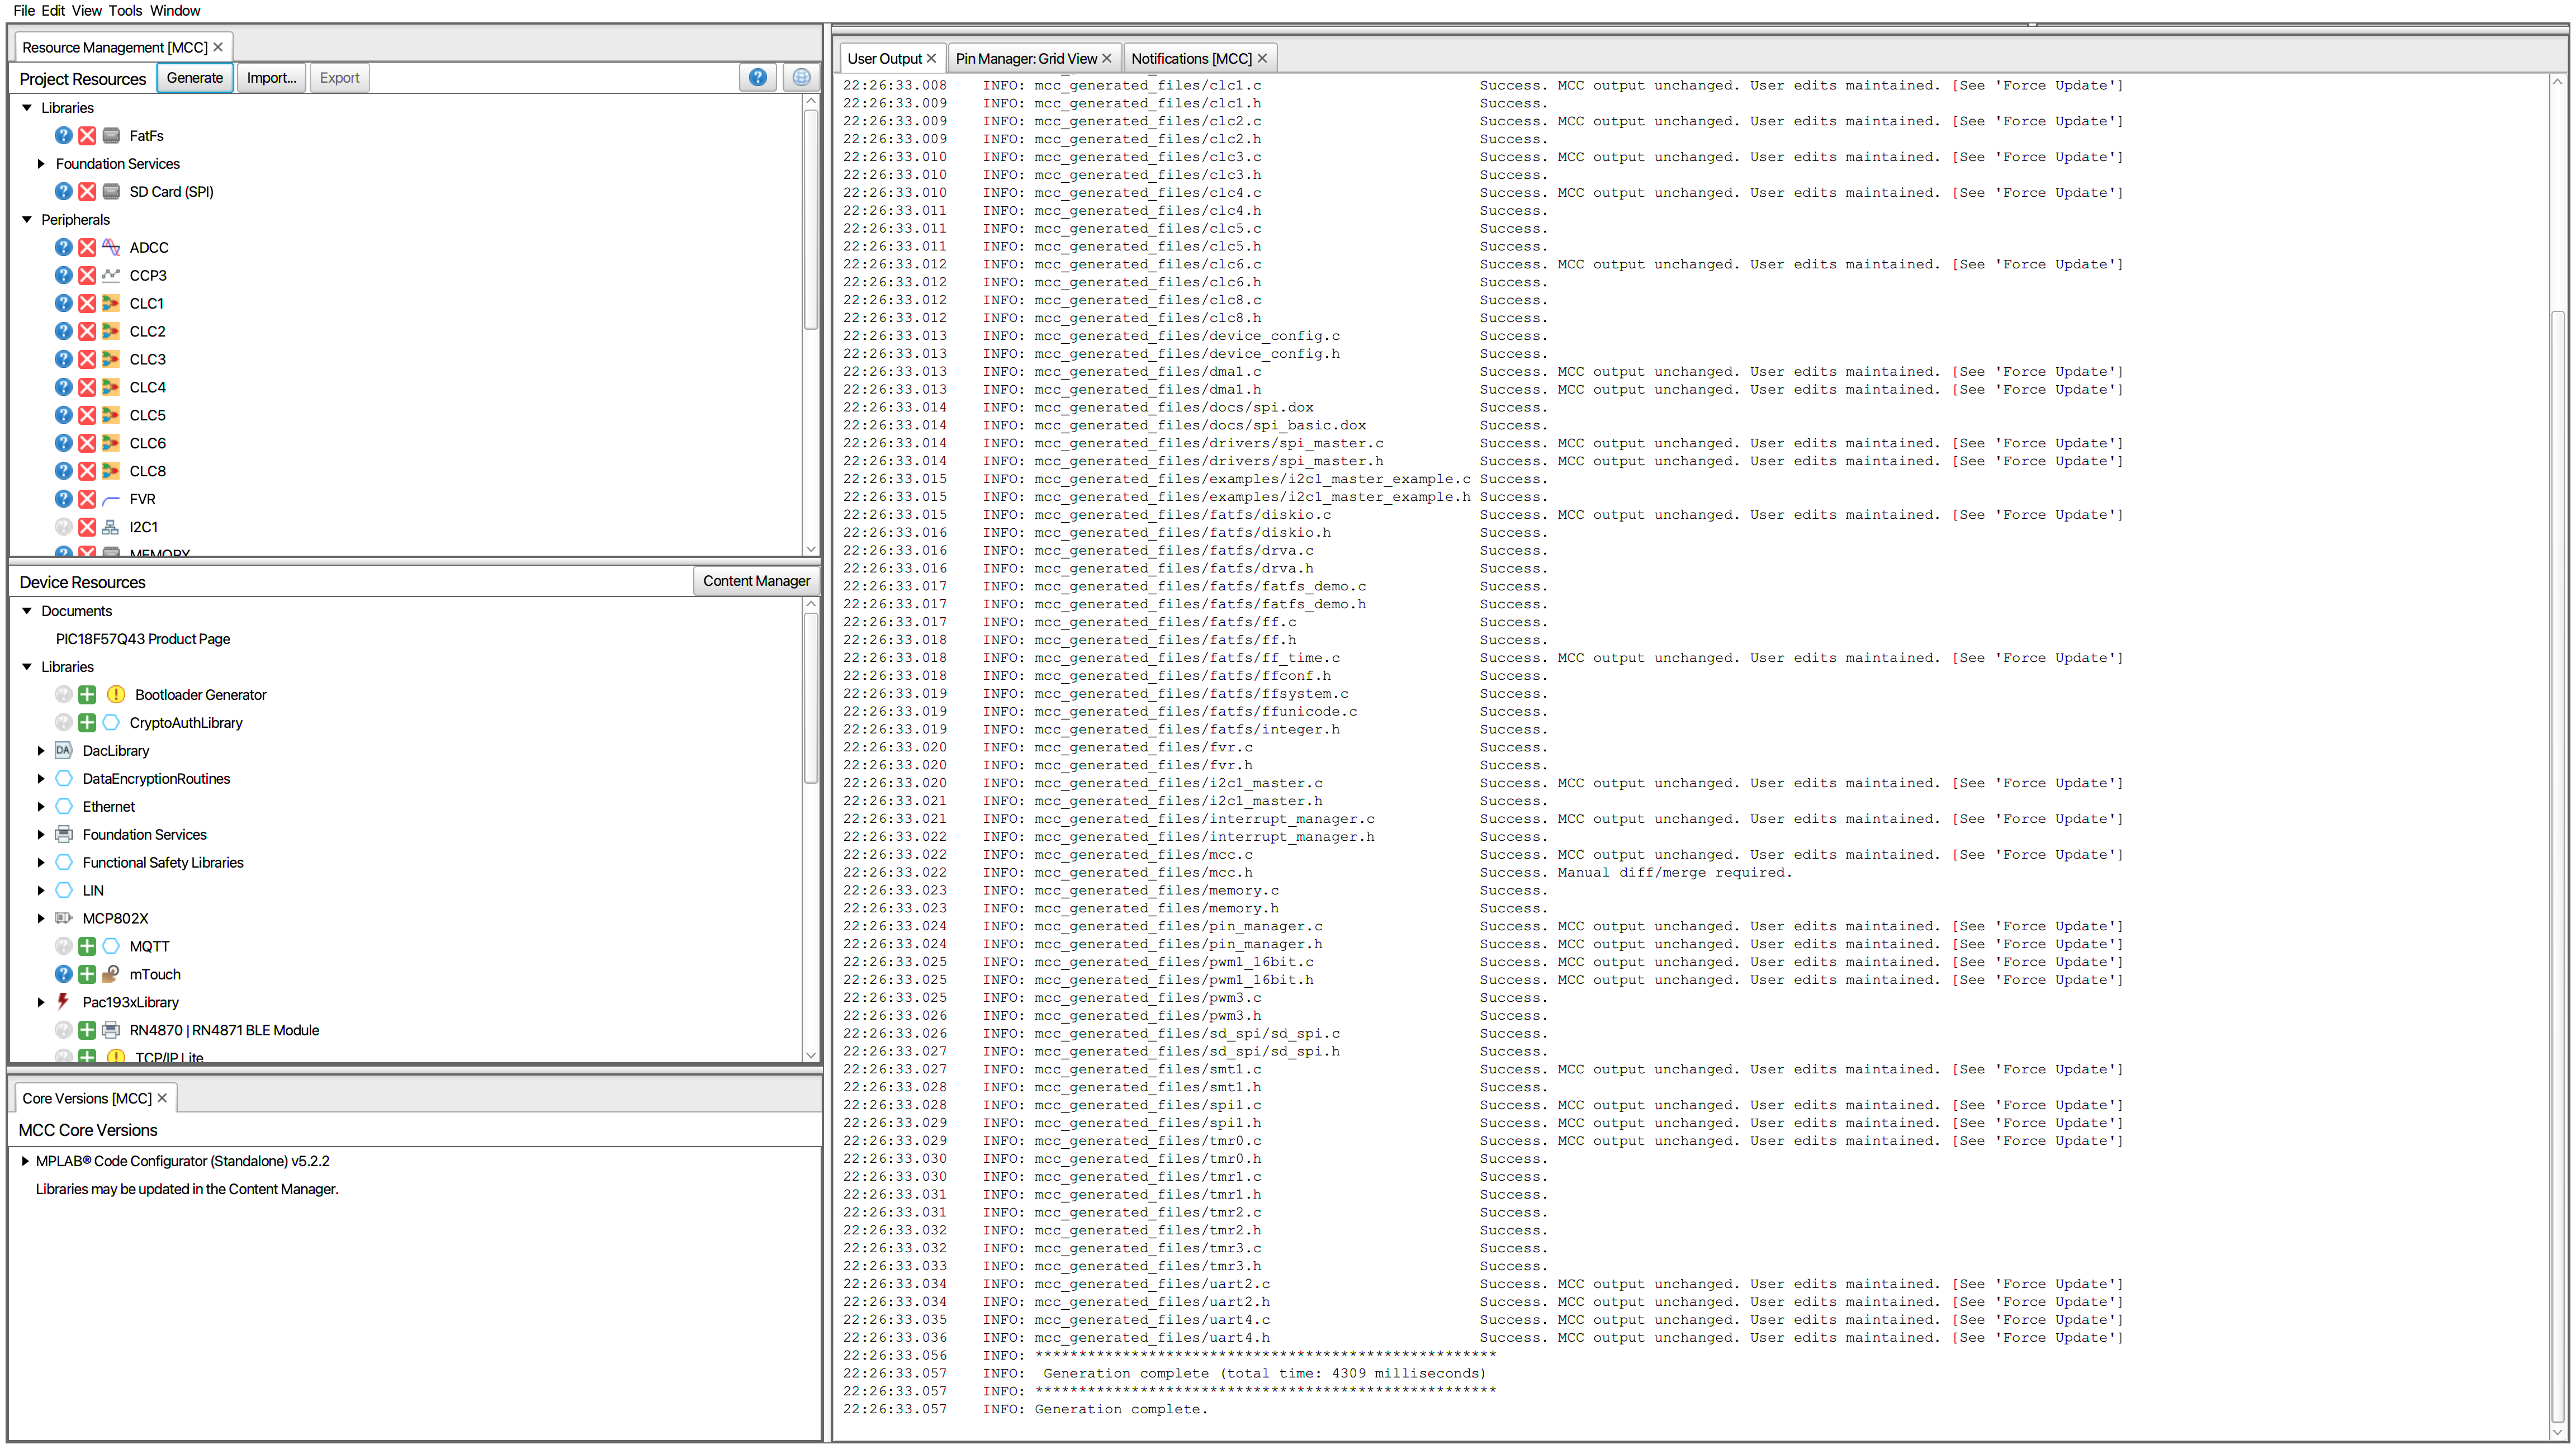 File Edit View Tools Window
Resource Management [MCC]
Project Resources Generate Import... Export
Libraries
FatFs
Foundation Services
SD Card (SPI)
Peripherals
ADCC
CCP3
CLC1
CLC2
CLC3
CLC4
CLC5
CLC6
CLC8
FVR
I2C1
MEMORY
Device Resources Content Manager
Documents
PIC18F57Q43 Product Page
Libraries
Bootloader Generator
CryptoAuthLibrary
DA DacLibrary
DataEncryptionRoutines
Ethernet
Foundation Services
Functional Safety Libraries
LIN
MCP802X
MQTT
mTouch
Pac193xLibrary
RN4870 | RN4871 BLE Module
TCP/IP Lite
Core Versions [MCC]
MCC Core Versions
MPLAB® Code Configurator (Standalone) v5.2.2
Libraries may be updated in the Content Manager.
User Output Pin Manager: Grid View Notifications [MCC]
22:26:33.008 INFO: mcc_generated_files/clc1.c Success. MCC output unchanged. User edits maintained. [See 'Force Update']
22:26:33.009 INFO: mcc_generated_files/clc1.h Success.
22:26:33.009 INFO: mcc_generated_files/clc2.c Success. MCC output unchanged. User edits maintained. [See 'Force Update']
22:26:33.009 INFO: mcc_generated_files/clc2.h Success.
22:26:33.010 INFO: mcc_generated_files/clc3.c Success. MCC output unchanged. User edits maintained. [See 'Force Update']
22:26:33.010 INFO: mcc_generated_files/clc3.h Success.
22:26:33.010 INFO: mcc_generated_files/clc4.c Success. MCC output unchanged. User edits maintained. [See 'Force Update']
22:26:33.011 INFO: mcc_generated_files/clc4.h Success.
22:26:33.011 INFO: mcc_generated_files/clc5.c Success.
22:26:33.011 INFO: mcc_generated_files/clc5.h Success.
22:26:33.012 INFO: mcc_generated_files/clc6.c Success. MCC output unchanged. User edits maintained. [See 'Force Update']
22:26:33.012 INFO: mcc_generated_files/clc6.h Success.
22:26:33.012 INFO: mcc_generated_files/clc8.c Success.
22:26:33.012 INFO: mcc_generated_files/clc8.h Success.
22:26:33.013 INFO: mcc_generated_files/device_config.c Success.
22:26:33.013 INFO: mcc_generated_files/device_config.h Success.
22:26:33.013 INFO: mcc_generated_files/dma1.c Success. MCC output unchanged. User edits maintained. [See 'Force Update']
22:26:33.013 INFO: mcc_generated_files/dma1.h Success. MCC output unchanged. User edits maintained. [See 'Force Update']
22:26:33.014 INFO: mcc_generated_files/docs/spi.dox Success.
22:26:33.014 INFO: mcc_generated_files/docs/spi_basic.dox Success.
22:26:33.014 INFO: mcc_generated_files/drivers/spi_master.c Success. MCC output unchanged. User edits maintained. [See 'Force Update']
22:26:33.014 INFO: mcc_generated_files/drivers/spi_master.h Success. MCC output unchanged. User edits maintained. [See 'Force Update']
22:26:33.015 INFO: mcc_generated_files/examples/i2c1_master_example.c Success.
22:26:33.015 INFO: mcc_generated_files/examples/i2c1_master_example.h Success.
22:26:33.015 INFO: mcc_generated_files/fatfs/diskio.c Success. MCC output unchanged. User edits maintained. [See 'Force Update']
22:26:33.016 INFO: mcc_generated_files/fatfs/diskio.h Success.
22:26:33.016 INFO: mcc_generated_files/fatfs/drva.c Success.
22:26:33.016 INFO: mcc_generated_files/fatfs/drva.h Success.
22:26:33.017 INFO: mcc_generated_files/fatfs/fatfs_demo.c Success.
22:26:33.017 INFO: mcc_generated_files/fatfs/fatfs_demo.h Success.
22:26:33.017 INFO: mcc_generated_files/fatfs/ff.c Success.
22:26:33.018 INFO: mcc_generated_files/fatfs/ff.h Success.
22:26:33.018 INFO: mcc_generated_files/fatfs/ff_time.c Success. MCC output unchanged. User edits maintained. [See 'Force Update']
22:26:33.018 INFO: mcc_generated_files/fatfs/ffconf.h Success.
22:26:33.019 INFO: mcc_generated_files/fatfs/ffsystem.c Success.
22:26:33.019 INFO: mcc_generated_files/fatfs/ffunicode.c Success.
22:26:33.019 INFO: mcc_generated_files/fatfs/integer.h Success.
22:26:33.020 INFO: mcc_generated_files/fvr.c Success.
22:26:33.020 INFO: mcc_generated_files/fvr.h Success.
22:26:33.020 INFO: mcc_generated_files/i2c1_master.c Success. MCC output unchanged. User edits maintained. [See 'Force Update']
22:26:33.021 INFO: mcc_generated_files/i2c1_master.h Success.
22:26:33.021 INFO: mcc_generated_files/interrupt_manager.c Success. MCC output unchanged. User edits maintained. [See 'Force Update']
22:26:33.022 INFO: mcc_generated_files/interrupt_manager.h Success.
22:26:33.022 INFO: mcc_generated_files/mcc.c Success. MCC output unchanged. User edits maintained. [See 'Force Update']
22:26:33.022 INFO: mcc_generated_files/mcc.h Success. Manual diff/merge required.
22:26:33.023 INFO: mcc_generated_files/memory.c Success.
22:26:33.023 INFO: mcc_generated_files/memory.h Success.
22:26:33.024 INFO: mcc_generated_files/pin_manager.c Success. MCC output unchanged. User edits maintained. [See 'Force Update']
22:26:33.024 INFO: mcc_generated_files/pin_manager.h Success. MCC output unchanged. User edits maintained. [See 'Force Update']
22:26:33.025 INFO: mcc_generated_files/pwm1_16bit.c Success. MCC output unchanged. User edits maintained. [See 'Force Update']
22:26:33.025 INFO: mcc_generated_files/pwm1_16bit.h Success. MCC output unchanged. User edits maintained. [See 'Force Update']
22:26:33.025 INFO: mcc_generated_files/pwm3.c Success.
22:26:33.026 INFO: mcc_generated_files/pwm3.h Success.
22:26:33.026 INFO: mcc_generated_files/sd_spi/sd_spi.c Success.
22:26:33.027 INFO: mcc_generated_files/sd_spi/sd_spi.h Success.
22:26:33.027 INFO: mcc_generated_files/smt1.c Success. MCC output unchanged. User edits maintained. [See 'Force Update']
22:26:33.028 INFO: mcc_generated_files/smt1.h Success.
22:26:33.028 INFO: mcc_generated_files/spi1.c Success. MCC output unchanged. User edits maintained. [See 'Force Update']
22:26:33.029 INFO: mcc_generated_files/spi1.h Success. MCC output unchanged. User edits maintained. [See 'Force Update']
22:26:33.029 INFO: mcc_generated_files/tmr0.c Success. MCC output unchanged. User edits maintained. [See 'Force Update']
22:26:33.030 INFO: mcc_generated_files/tmr0.h Success.
22:26:33.030 INFO: mcc_generated_files/tmr1.c Success.
22:26:33.031 INFO: mcc_generated_files/tmr1.h Success.
22:26:33.031 INFO: mcc_generated_files/tmr2.c Success.
22:26:33.032 INFO: mcc_generated_files/tmr2.h Success.
22:26:33.032 INFO: mcc_generated_files/tmr3.c Success.
22:26:33.033 INFO: mcc_generated_files/tmr3.h Success.
22:26:33.034 INFO: mcc_generated_files/uart2.c Success. MCC output unchanged. User edits maintained. [See 'Force Update']
22:26:33.034 INFO: mcc_generated_files/uart2.h Success. MCC output unchanged. User edits maintained. [See 'Force Update']
22:26:33.035 INFO: mcc_generated_files/uart4.c Success. MCC output unchanged. User edits maintained. [See 'Force Update']
22:26:33.036 INFO: mcc_generated_files/uart4.h Success. MCC output unchanged. User edits maintained. [See 'Force Update']
22:26:33.056 INFO: *****************************************************
22:26:33.057 INFO: Generation complete (total time: 4309 milliseconds)
22:26:33.057 INFO: *****************************************************
22:26:33.057 INFO: Generation complete.